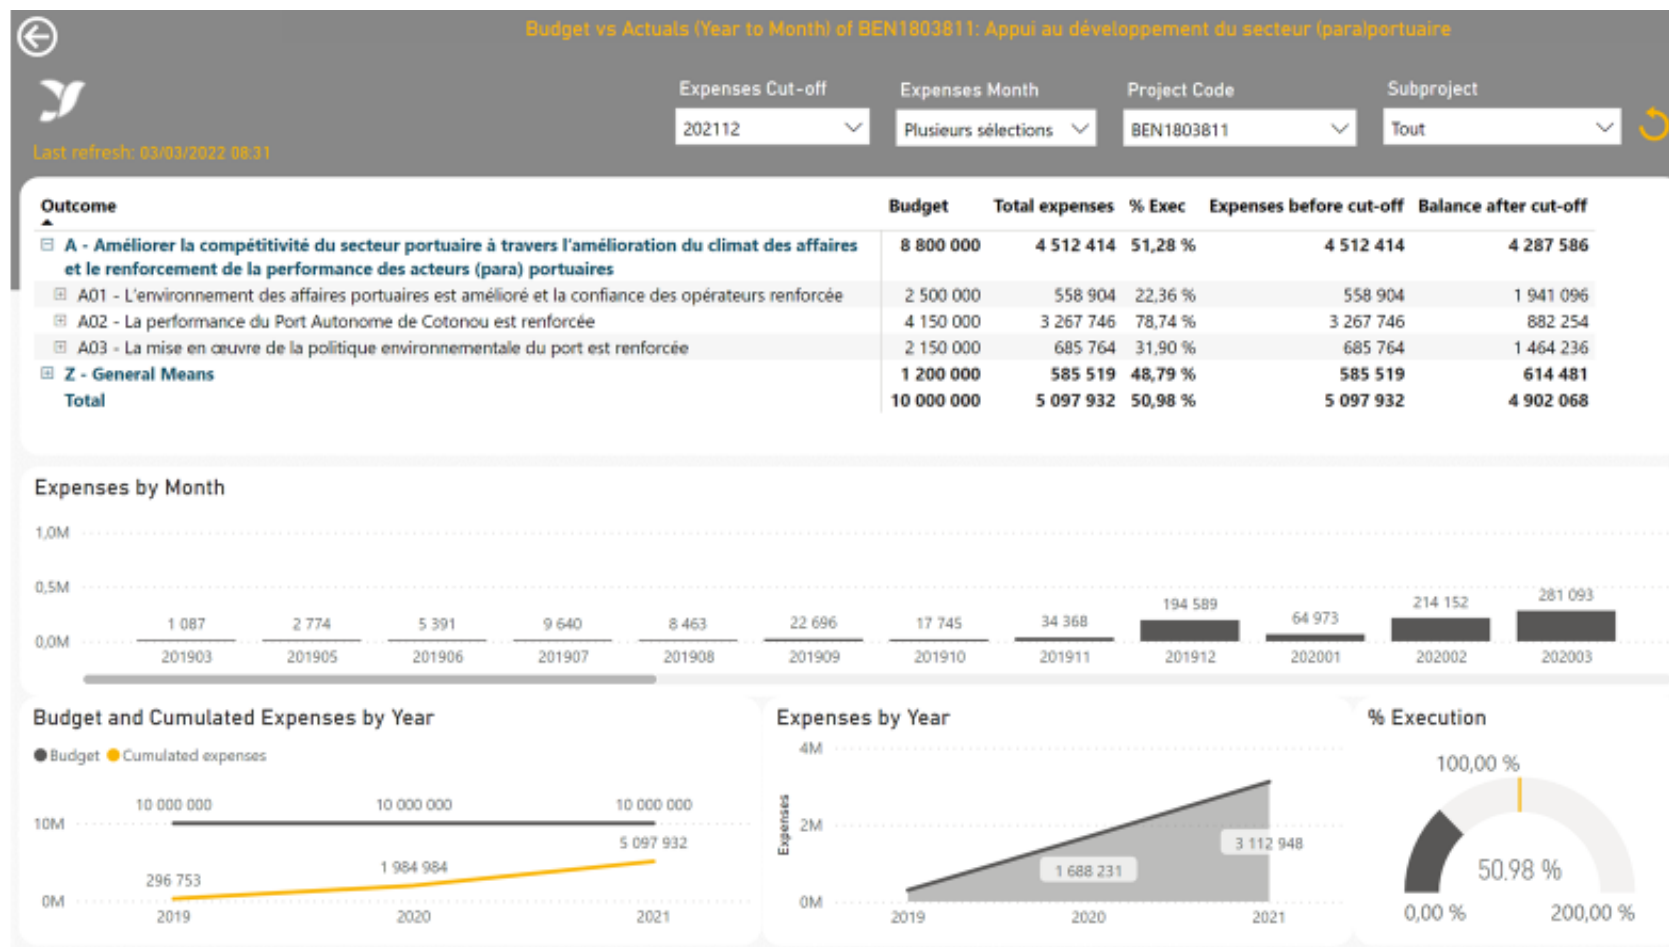 Budget vs Actuals (Year to Month) of BEN1803811: Appui au développement du secteur (para)portuaire
Expenses Cut-off Expenses Month Project Code Subproject
202112 Plusieurs sélections BEN1803811 Tout
Last refresh: 03/03/2022 08:31
Outcome Budget Total expenses % Exec Expenses before cut-off Balance after cut-off
A - Améliorer la compétitivité du secteur portuaire à travers l'amélioration du climat des affaires 8 800 000 4 512 414 51,28 % 4 512 414 4 287 586
et le renforcement de la performance des acteurs (para) portuaires
A01 - L'environnement des affaires portuaires est amélioré et la confiance des opérateurs renforcée 2 500 000 558 904 22,36 % 558 904 1 941 096
A02 - La performance du Port Autonome de Cotonou est renforcée 4 150 000 3 267 746 78,74 % 3 267 746 882 254
A03 - La mise en œuvre de la politique environnementale du port est renforcée 2 150 000 685 764 31,90 % 685 764 1 464 236
Z - General Means 1 200 000 585 519 48,79 % 585 519 614 481
Total 10 000 000 5 097 932 50,98 % 5 097 932 4 902 068
Expenses by Month
1,0M
0,5M
0,0M
1 087 2 774 5 391 9 640 8 463 22 696 17 745 34 368 194 589 64 973 214 152 281 093
201903 201905 201906 201907 201908 201909 201910 201911 201912 202001 202002 202003
Budget and Cumulated Expenses by Year
Budget Cumulated expenses
10 000 000 10 000 000 10 000 000
10M
5 097 932
1 984 984
296 753
0M
2019 2020 2021
Expenses by Year
4M
2M
0M
Expenses
3 112 948
1 688 231
2019 2020 2021
% Execution
100,00 %
50.98 %
0,00 % 200,00 %